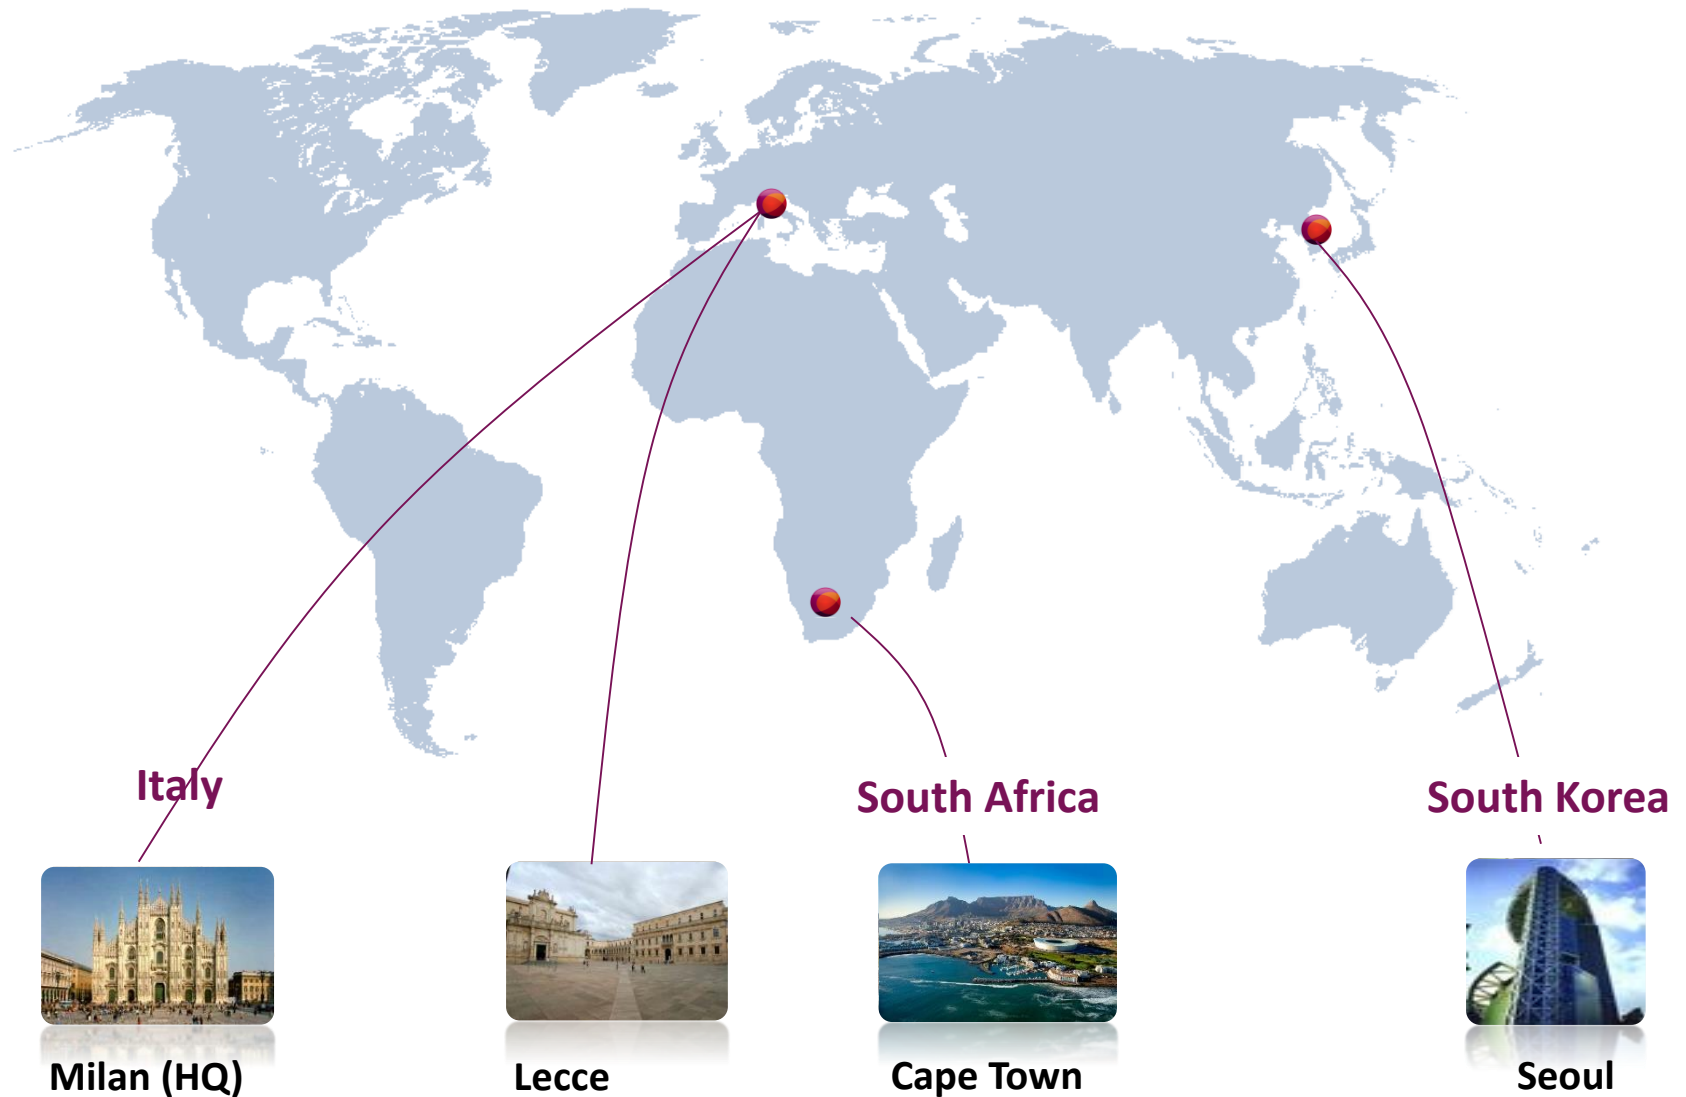 Italy
South Africa
South Korea
Milan (HQ)
Lecce
Cape Town
Seoul